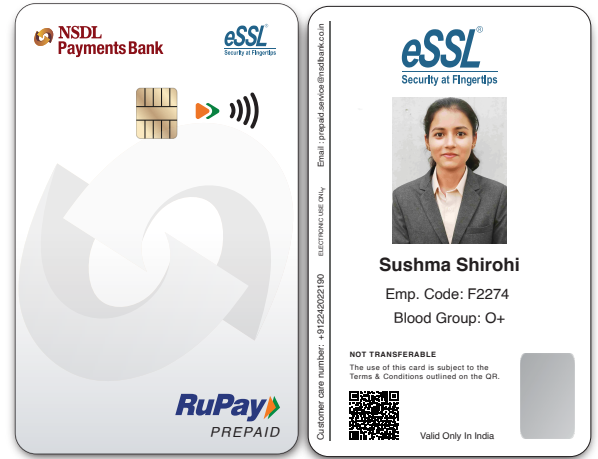 NSDL
Payments Bank
eSSL®
Security at Fingertips
RuPay
PREPAID
Customer care number: +912242022190 ELECTRONIC USE ONLY Email : prepaid.service@nsdlbank.co.in
eSSL®
Security at Fingertips
Sushma Shirohi
Emp. Code: F2274
Blood Group: O+
NOT TRANSFERABLE
The use of this card is subject to the
Terms & Conditions outlined on the QR.
Valid Only In India